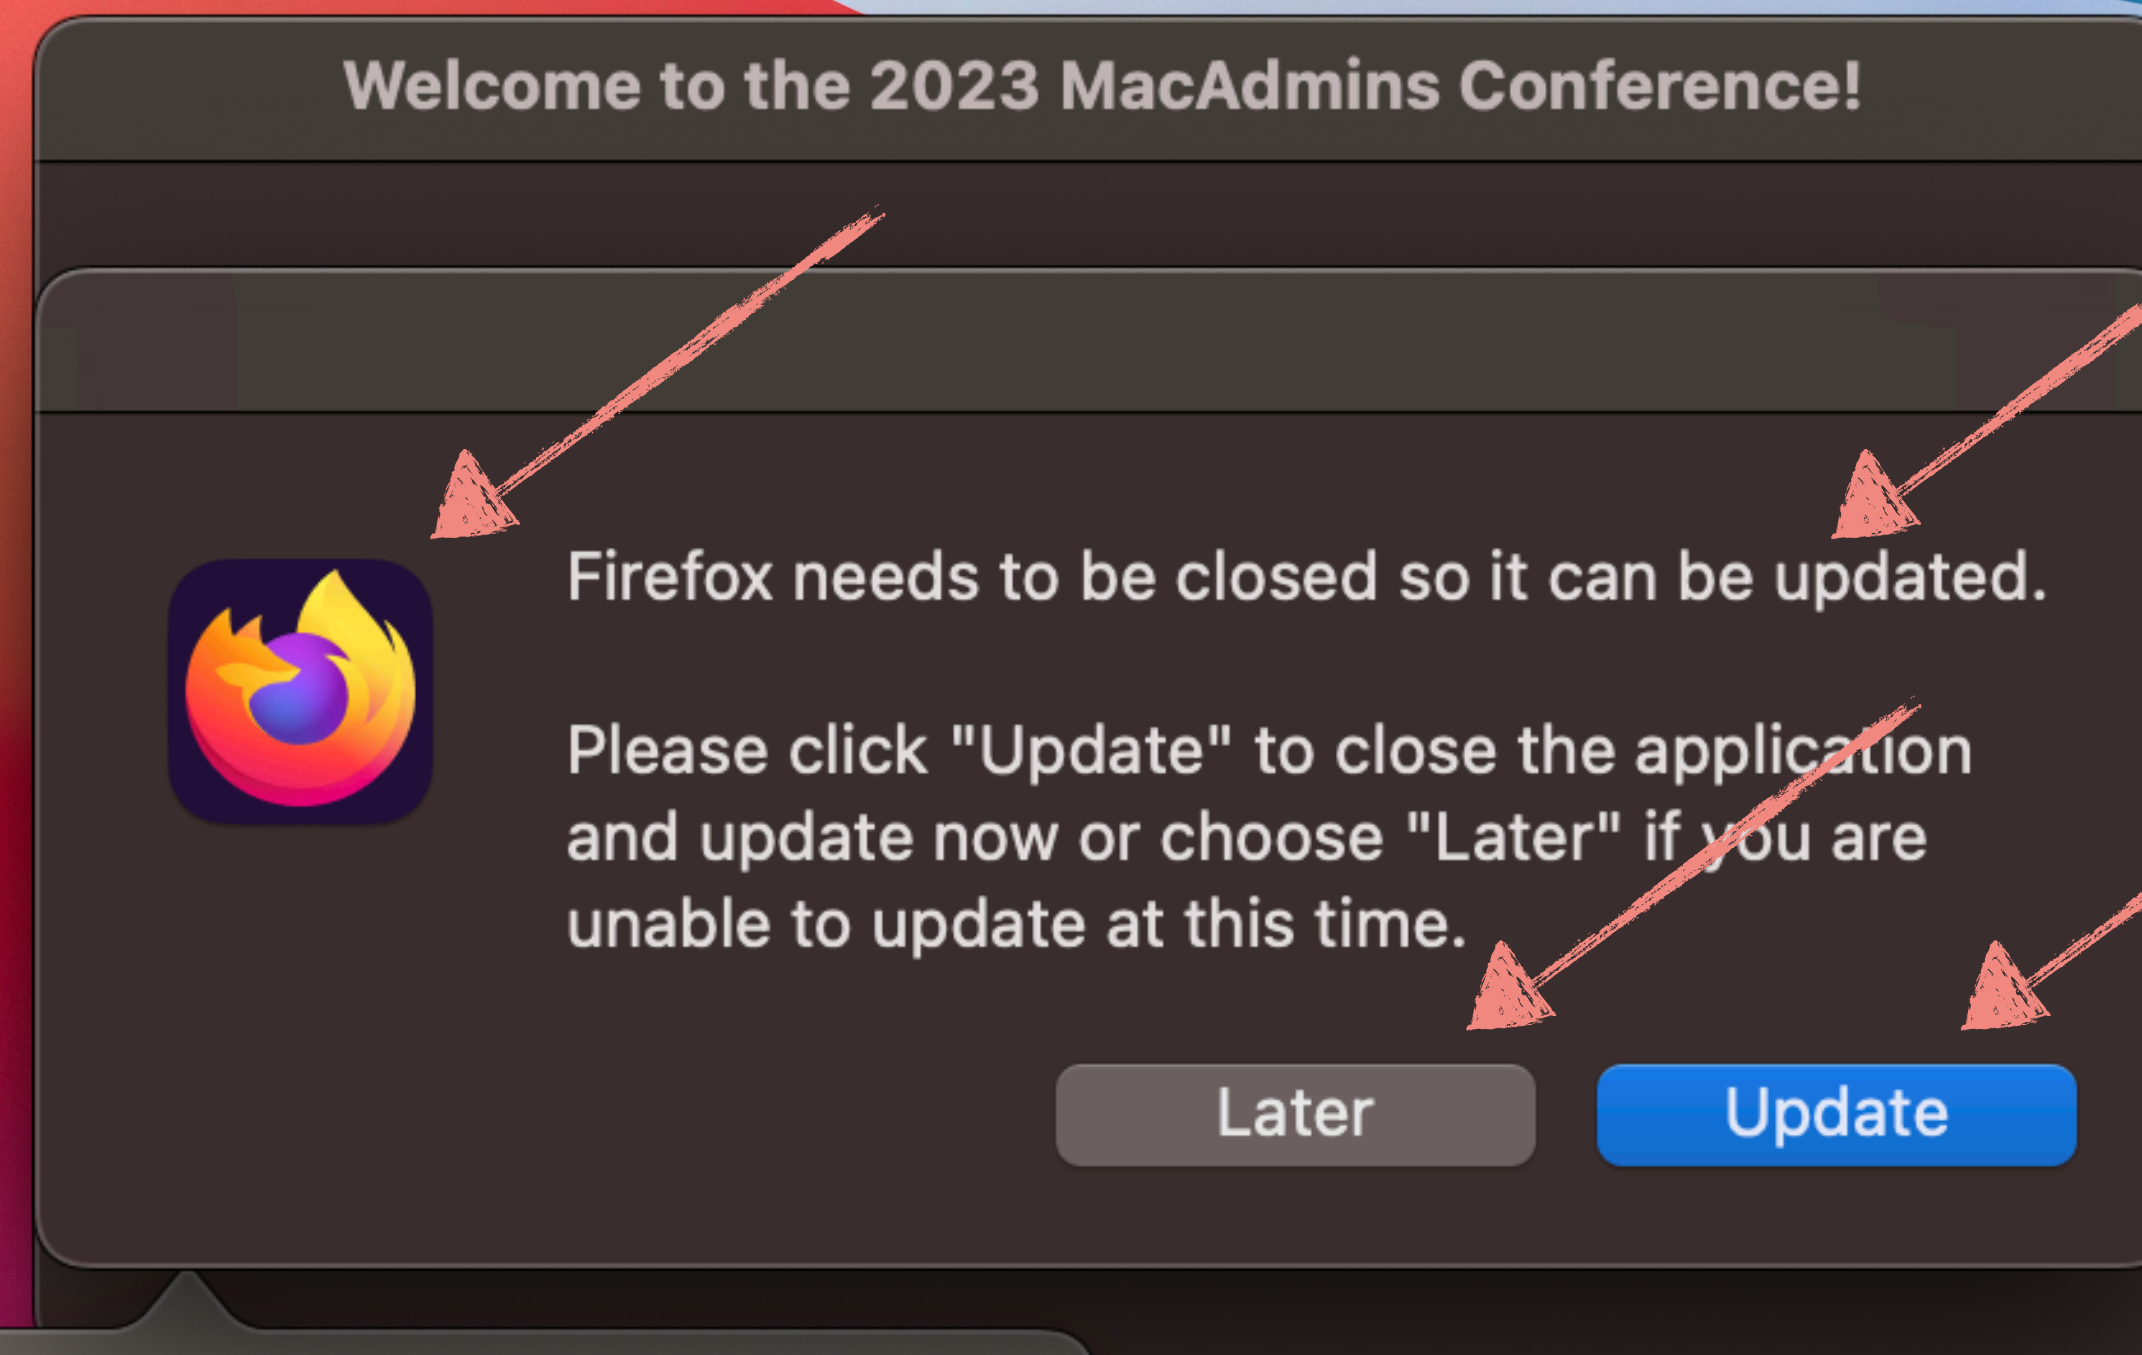 Welcome to the 2023 MacAdmins Conference!
Firefox needs to be closed so it can be updated.
Please click "Update" to close the application
and update now or choose "Later" if you are
unable to update at this time.
Later
Update